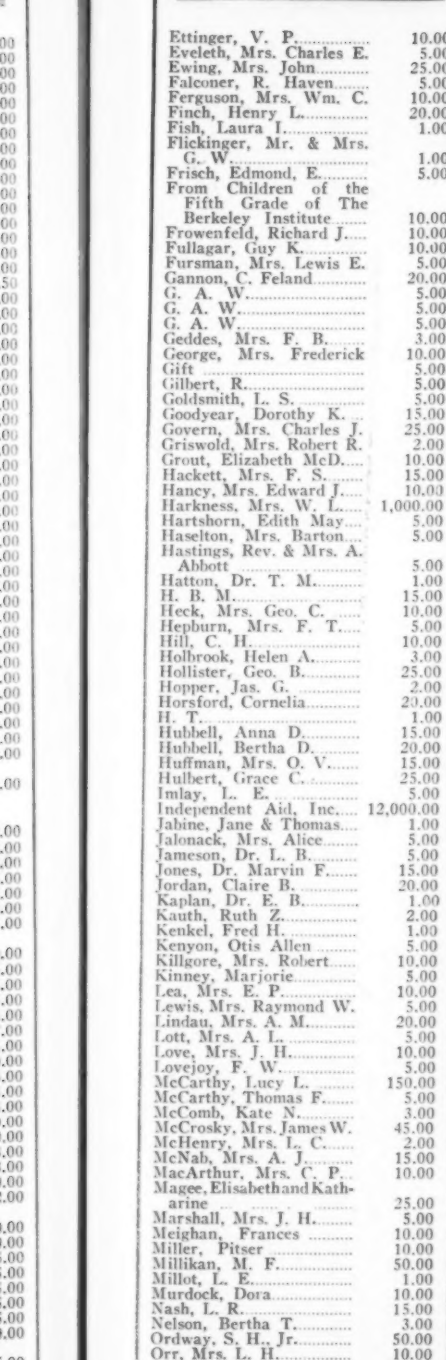 Ettinger, V. P. 10.00
Eveleth, Mrs. Charles E. 5.00
Ewing, Mrs. John 25.00
Falconer, R. Haven 5.00
Ferguson, Mrs. Wm. C. 10.00
Finch, Henry L. 20.00
Fish, Laura I. 1.00
Flickinger, Mr. & Mrs.
G. W. 1.00
Frisch, Edmond, E. 5.00
From Children of the
Fifth Grade of The
Berkeley Institute 10.00
Frowenfeld, Richard J. 10.00
Fullagar, Guy K. 10.00
Fursman, Mrs. Lewis E. 5.00
Gannon, C. Feland 20.00
G. A. W. 5.00
G. A. W. 5.00
G. A. W. 5.00
Geddes, Mrs. F. B. 3.00
George, Mrs. Frederick 10.00
Gift 5.00
Gilbert, R. 5.00
Goldsmith, L. S. 5.00
Goodyear, Dorothy K. 15.00
Govern, Mrs. Charles J. 25.00
Griswold, Mrs. Robert R. 2.00
Grout, Elizabeth McD. 10.00
Hackett, Mrs. F. S. 15.00
Hancy, Mrs. Edward J. 10.00
Harkness, Mrs. W. L. 1,000.00
Hartshorn, Edith May 5.00
Haselton, Mrs. Barton 5.00
Hastings, Rev. & Mrs. A.
Abbott 5.00
Hatton, Dr. T. M. 1.00
H. B. M. 15.00
Heck, Mrs. Geo. C. 10.00
Hepburn, Mrs. F. T. 5.00
Hill, C. H. 10.00
Holbrook, Helen A. 3.00
Hollister, Geo. B. 25.00
Hopper, Jas. G. 2.00
Horsford, Cornelia 20.00
H. T. 1.00
Hubbell, Anna D. 15.00
Hubbell, Bertha D. 20.00
Huffman, Mrs. O. V. 15.00
Hulbert, Grace C. 25.00
Imlay, L. E. 5.00
Independent Aid, Inc. 12,000.00
Jabine, Jane & Thomas 1.00
Jalonack, Mrs. Alice 5.00
Jameson, Dr. L. B. 5.00
Jones, Dr. Marvin F. 15.00
Jordan, Claire B. 20.00
Kaplan, Dr. E. B. 1.00
Kauth, Ruth Z. 2.00
Kenkel, Fred H. 1.00
Kenyon, Otis Allen 5.00
Killgore, Mrs. Robert 10.00
Kinney, Marjorie 5.00
Lea, Mrs. E. P. 10.00
Lewis, Mrs. Raymond W. 5.00
Lindau, Mrs. A. M. 20.00
Lott, Mrs. A. L. 5.00
Love, Mrs. J. H. 10.00
Lovejoy, F. W. 5.00
McCarthy, Lucy L. 150.00
McCarthy, Thomas F. 5.00
McComb, Kate N. 3.00
McCrosky, Mrs. James W. 45.00
McHenry, Mrs. L. C. 2.00
McNab, Mrs. A. J. 15.00
MacArthur, Mrs. C. P. 10.00
Magee, Elisabeth and Kath-
arine 25.00
Marshall, Mrs. J. H. 5.00
Meighan, Frances 10.00
Miller, Pitser 10.00
Millikan, M. F. 50.00
Millot, L. E. 1.00
Murdock, Dora 10.00
Nash, L. R. 15.00
Nelson, Bertha T. 3.00
Ordway, S. H., Jr. 50.00
Orr, Mrs. L. H. 10.00